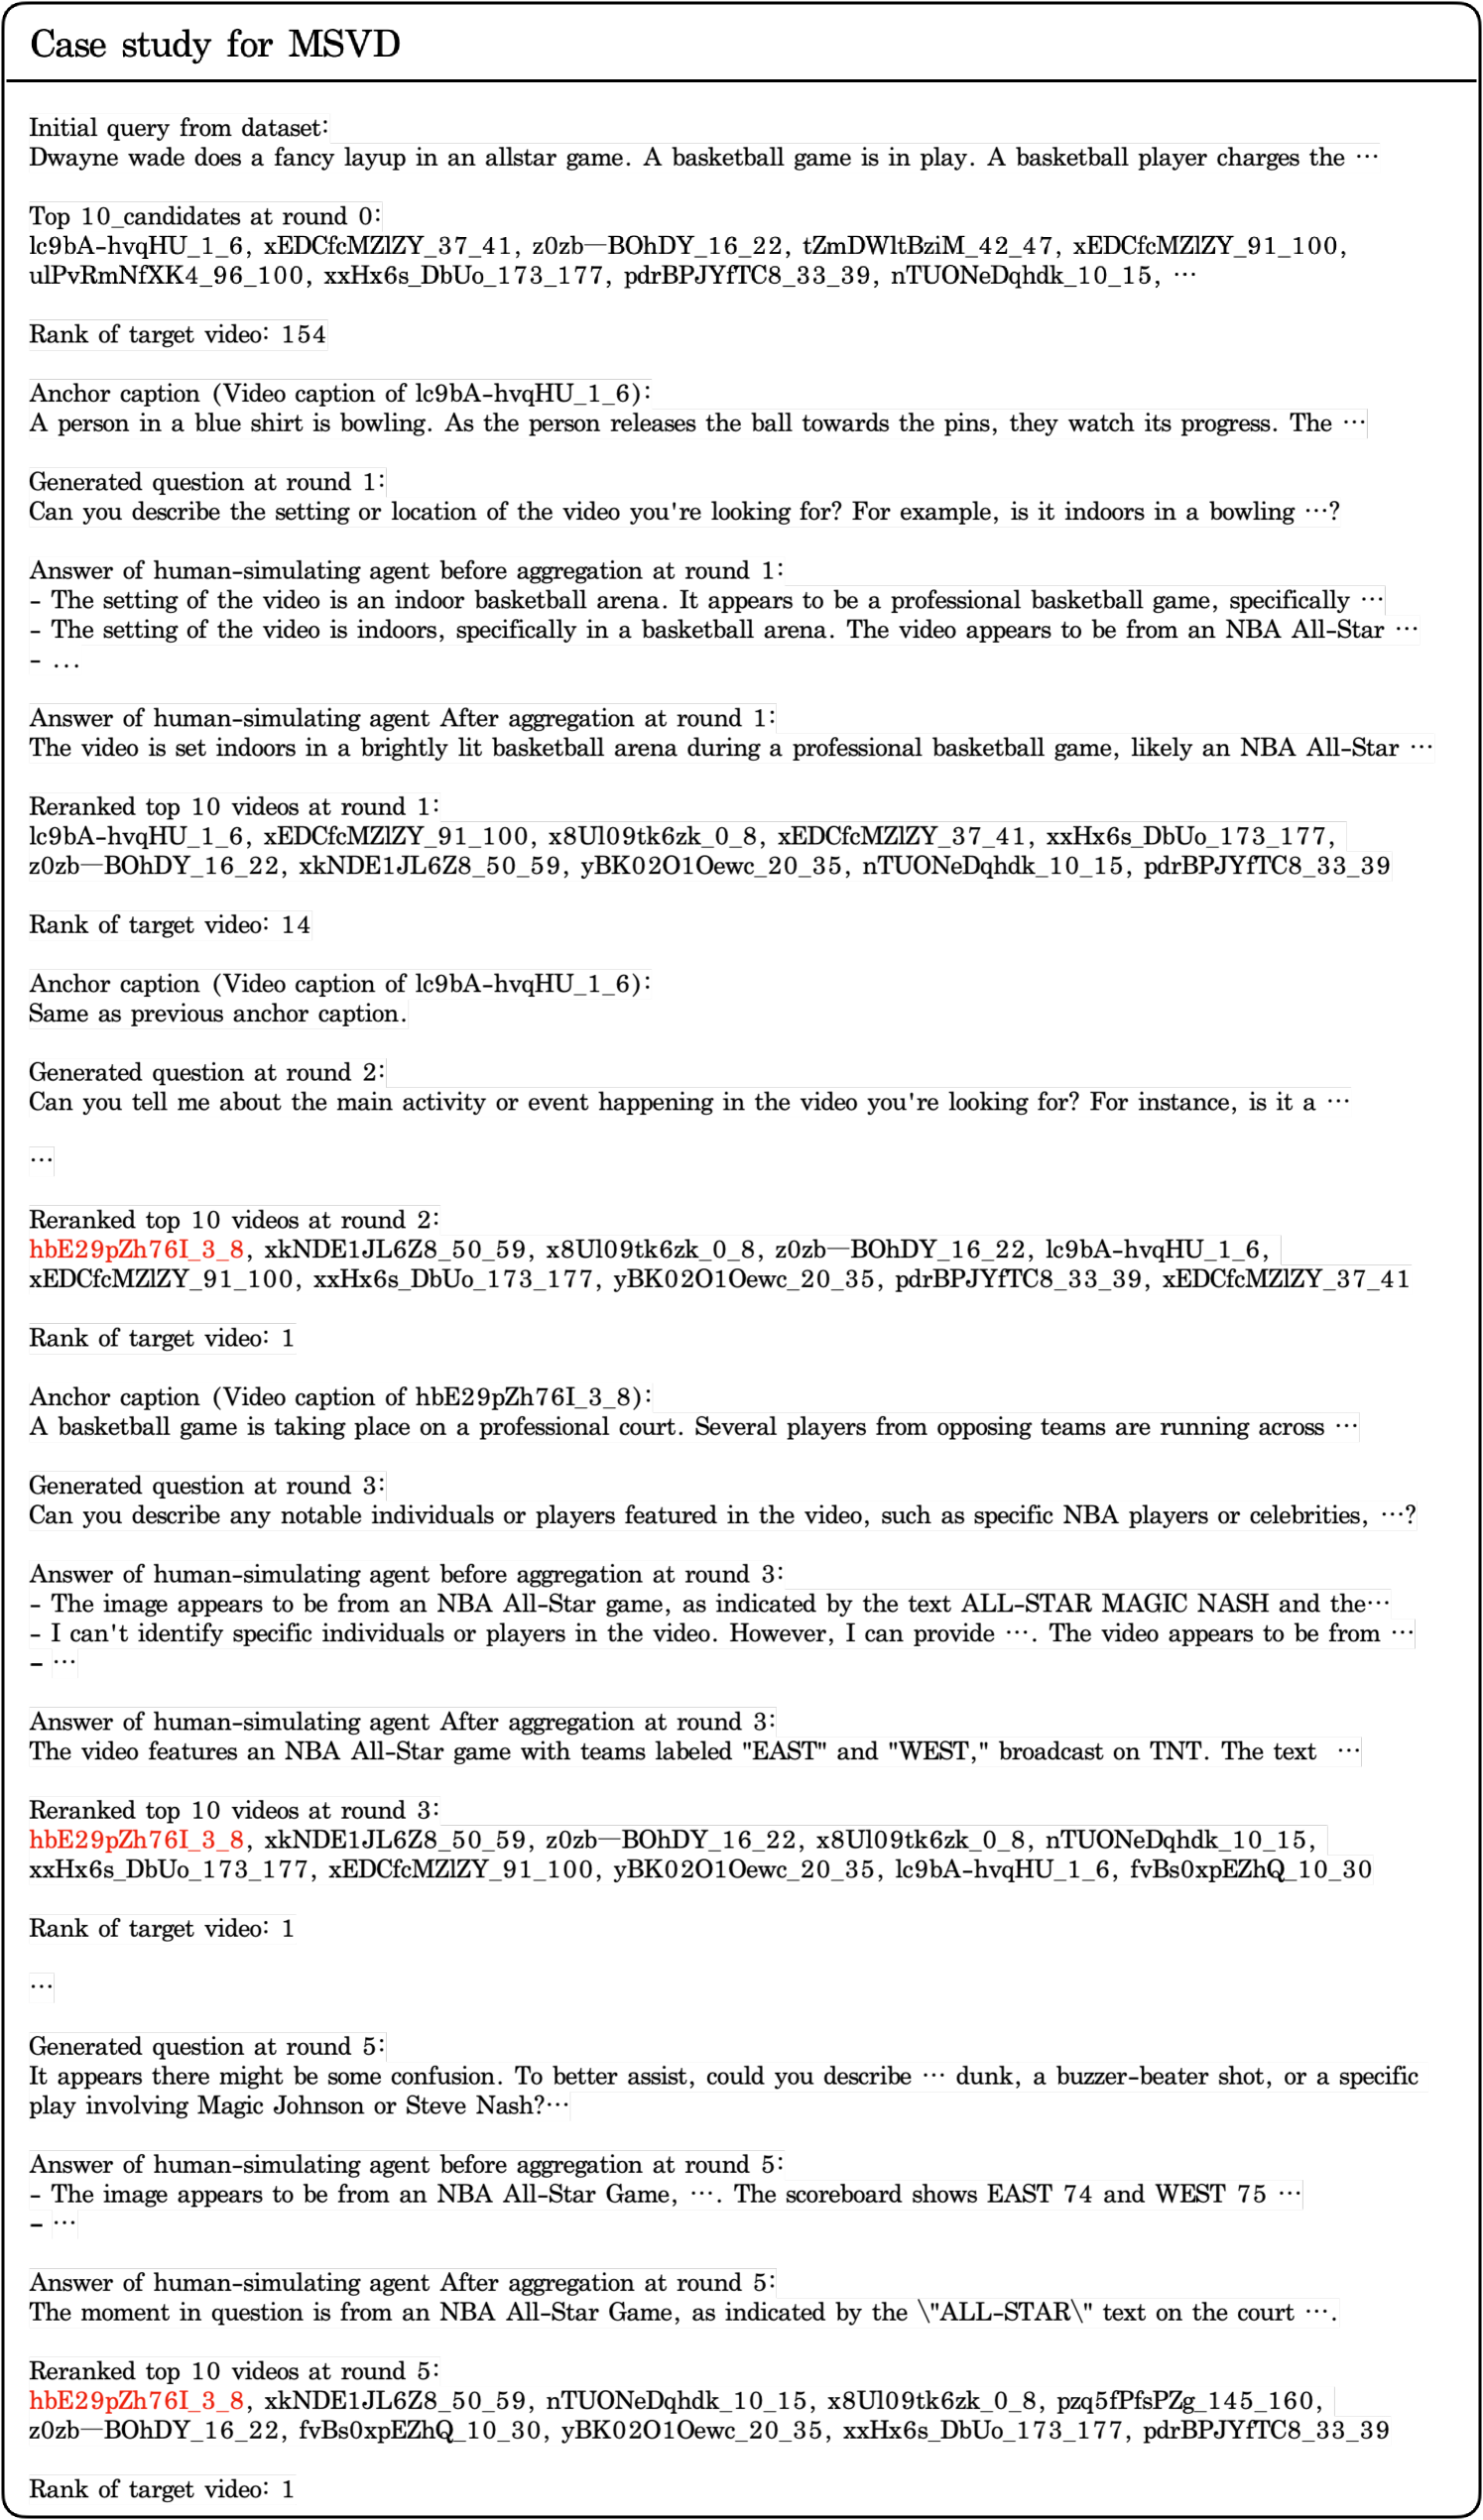 Case study for MSVD
Initial query from dataset:
Dwayne wade does a fancy layup in an allstar game. A basketball game is in play. A basketball player charges the ⋯
Top 10_candidates at round 0:
lc9bA-hvqHU_1_6, xEDCfcMZlZY_37_41, z0zb—BOhDY_16_22, tZmDWltBziM_42_47, xEDCfcMZlZY_91_100,
ulPvRmNfXK4_96_100, xxHx6s_DbUo_173_177, pdrBPJYfTC8_33_39, nTUONeDqhdk_10_15, ⋯
Rank of target video: 154
Anchor caption (Video caption of lc9bA-hvqHU_1_6):
A person in a blue shirt is bowling. As the person releases the ball towards the pins, they watch its progress. The ⋯
Generated question at round 1:
Can you describe the setting or location of the video you're looking for? For example, is it indoors in a bowling ⋯?
Answer of human-simulating agent before aggregation at round 1:
- The setting of the video is an indoor basketball arena. It appears to be a professional basketball game, specifically ⋯
- The setting of the video is indoors, specifically in a basketball arena. The video appears to be from an NBA All-Star ⋯
- ...
Answer of human-simulating agent After aggregation at round 1:
The video is set indoors in a brightly lit basketball arena during a professional basketball game, likely an NBA All-Star ⋯
Reranked top 10 videos at round 1:
lc9bA-hvqHU_1_6, xEDCfcMZlZY_91_100, x8Ul09tk6zk_0_8, xEDCfcMZlZY_37_41, xxHx6s_DbUo_173_177,
z0zb—BOhDY_16_22, xkNDE1JL6Z8_50_59, yBK02O1Oewc_20_35, nTUONeDqhdk_10_15, pdrBPJYfTC8_33_39
Rank of target video: 14
Anchor caption (Video caption of lc9bA-hvqHU_1_6):
Same as previous anchor caption.
Generated question at round 2:
Can you tell me about the main activity or event happening in the video you're looking for? For instance, is it a ⋯
⋯
Reranked top 10 videos at round 2:
hbE29pZh76I_3_8, xkNDE1JL6Z8_50_59, x8Ul09tk6zk_0_8, z0zb—BOhDY_16_22, lc9bA-hvqHU_1_6,
xEDCfcMZlZY_91_100, xxHx6s_DbUo_173_177, yBK02O1Oewc_20_35, pdrBPJYfTC8_33_39, xEDCfcMZlZY_37_41
Rank of target video: 1
Anchor caption (Video caption of hbE29pZh76I_3_8):
A basketball game is taking place on a professional court. Several players from opposing teams are running across ⋯
Generated question at round 3:
Can you describe any notable individuals or players featured in the video, such as specific NBA players or celebrities, ⋯?
Answer of human-simulating agent before aggregation at round 3:
- The image appears to be from an NBA All-Star game, as indicated by the text ALL-STAR MAGIC NASH and the⋯
- I can't identify specific individuals or players in the video. However, I can provide ⋯. The video appears to be from ⋯
- ⋯
Answer of human-simulating agent After aggregation at round 3:
The video features an NBA All-Star game with teams labeled "EAST" and "WEST," broadcast on TNT. The text ⋯
Reranked top 10 videos at round 3:
hbE29pZh76I_3_8, xkNDE1JL6Z8_50_59, z0zb—BOhDY_16_22, x8Ul09tk6zk_0_8, nTUONeDqhdk_10_15,
xxHx6s_DbUo_173_177, xEDCfcMZlZY_91_100, yBK02O1Oewc_20_35, lc9bA-hvqHU_1_6, fvBs0xpEZhQ_10_30
Rank of target video: 1
⋯
Generated question at round 5:
It appears there might be some confusion. To better assist, could you describe ⋯ dunk, a buzzer-beater shot, or a specific
play involving Magic Johnson or Steve Nash?⋯
Answer of human-simulating agent before aggregation at round 5:
- The image appears to be from an NBA All-Star Game, ⋯. The scoreboard shows EAST 74 and WEST 75 ⋯
- ⋯
Answer of human-simulating agent After aggregation at round 5:
The moment in question is from an NBA All-Star Game, as indicated by the \"ALL-STAR\" text on the court ⋯.
Reranked top 10 videos at round 5:
hbE29pZh76I_3_8, xkNDE1JL6Z8_50_59, nTUONeDqhdk_10_15, x8Ul09tk6zk_0_8, pzq5fPfsPZg_145_160,
z0zb—BOhDY_16_22, fvBs0xpEZhQ_10_30, yBK02O1Oewc_20_35, xxHx6s_DbUo_173_177, pdrBPJYfTC8_33_39
Rank of target video: 1